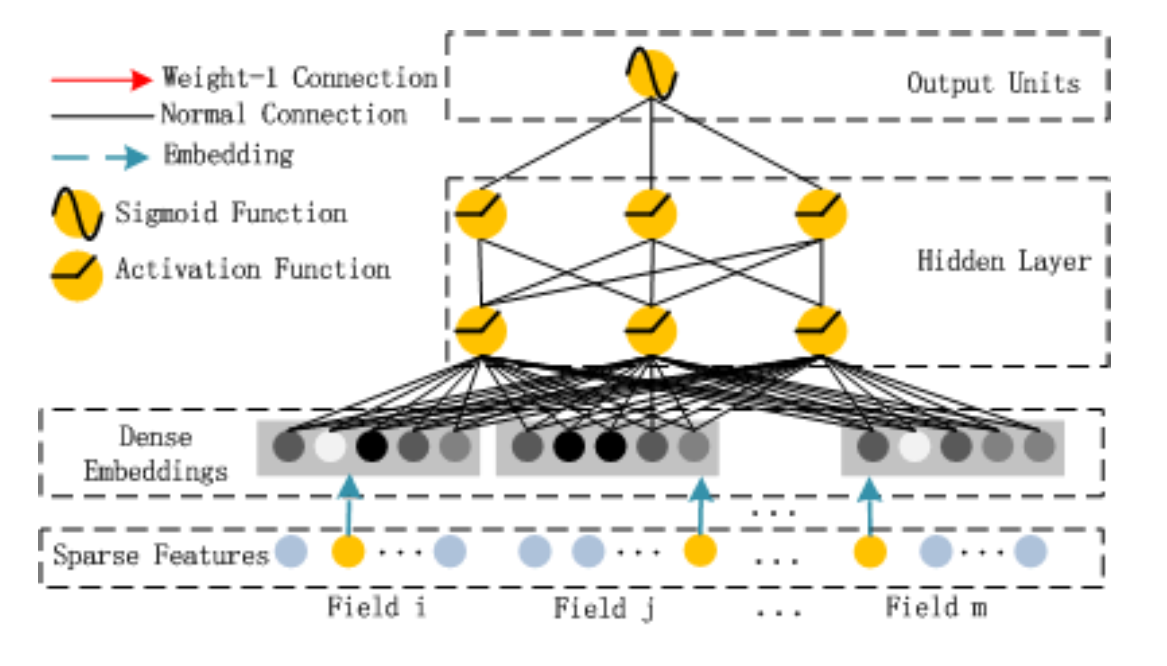 Weight-1 Connection
Normal Connection
Embedding
Sigmoid Function
Activation Function
Output Units
Hidden Layer
Dense
Embeddings
...
Sparse Features ... ... ... ...
Field i Field j ... Field m